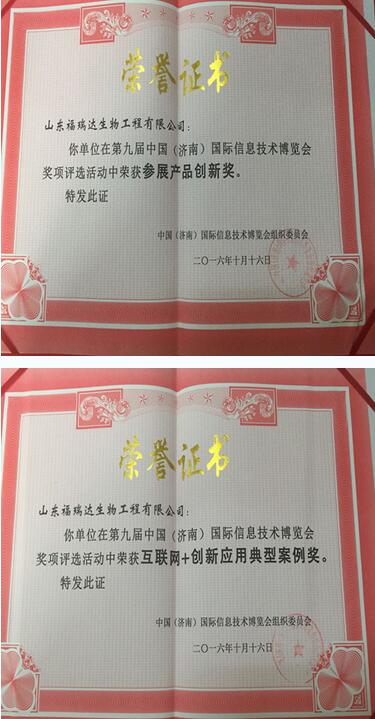 荣誉证书
山东福瑞达生物工程有限公司：
你单位在第九届中国（济南）国际信息技术博览会
奖项评选活动中荣获参展产品创新奖。
特发此证
中国（济南）国际信息技术博览会组织委员会
二〇一六年十月十六日
荣誉证书
山东福瑞达生物工程有限公司：
你单位在第九届中国（济南）国际信息技术博览会
奖项评选活动中荣获互联网+创新应用典型案例奖。
特发此证
中国（济南）国际信息技术博览会组织委员会
二〇一六年十月十六日